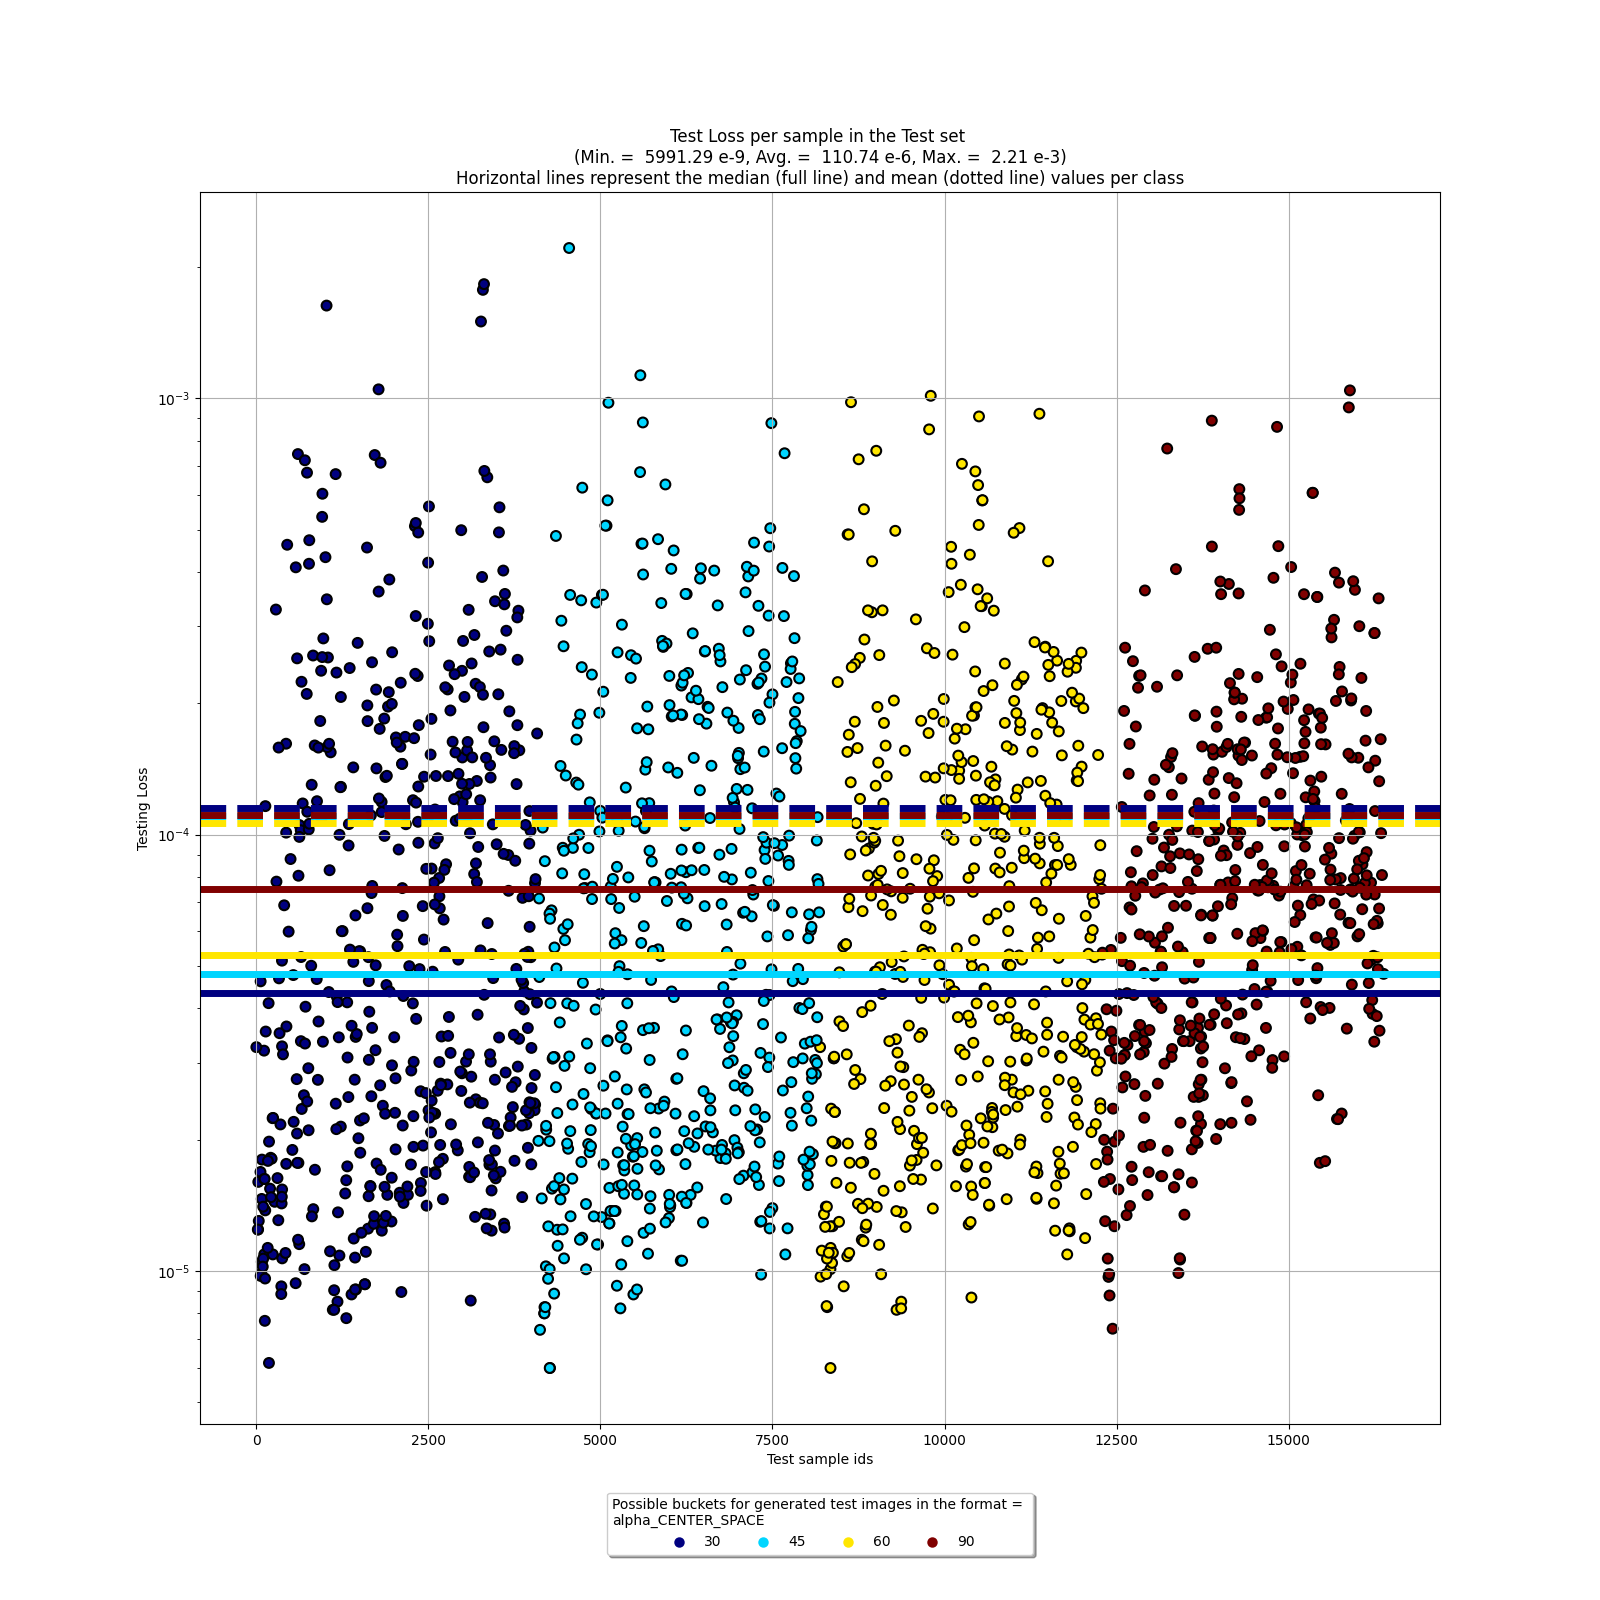 Test Loss per sample in the Test set
(Min. =  5991.29 e-9, Avg. =  110.74 e-6, Max. =  2.21 e-3)
Horizontal lines represent the median (full line) and mean (dotted line) values per class
Testing Loss
10⁻³
10⁻⁴
10⁻⁵
0 2500 5000 7500 10000 12500 15000
Test sample ids
Possible buckets for generated test images in the format =
alpha_CENTER_SPACE
30 45 60 90